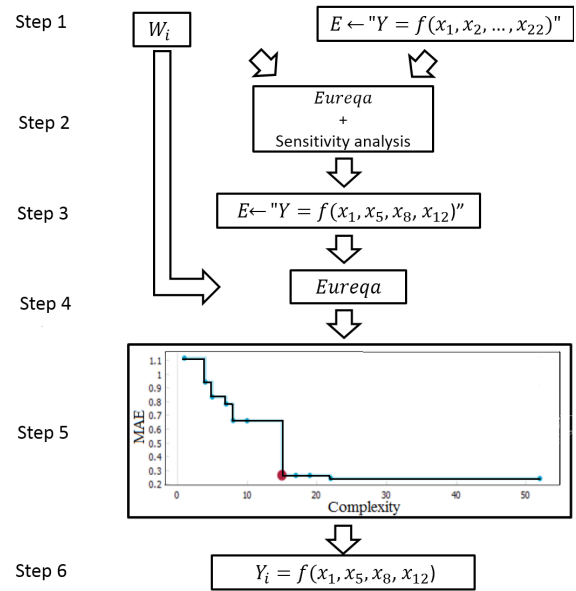 Step 1
W_i
E ← "Y = f(x_1, x_2, …, x_22)"
Step 2
Eureqa
+
Sensitivity analysis
Step 3
E← "Y = f(x_1, x_5, x_8, x_12)”
Step 4
Eureqa
Step 5
MAE
1.1
1
0.9
0.8
0.7
0.6
0.5
0.4
0.3
0.2
0
10
20
30
40
50
Complexity
Step 6
Y_i = f(x_1, x_5, x_8, x_12)